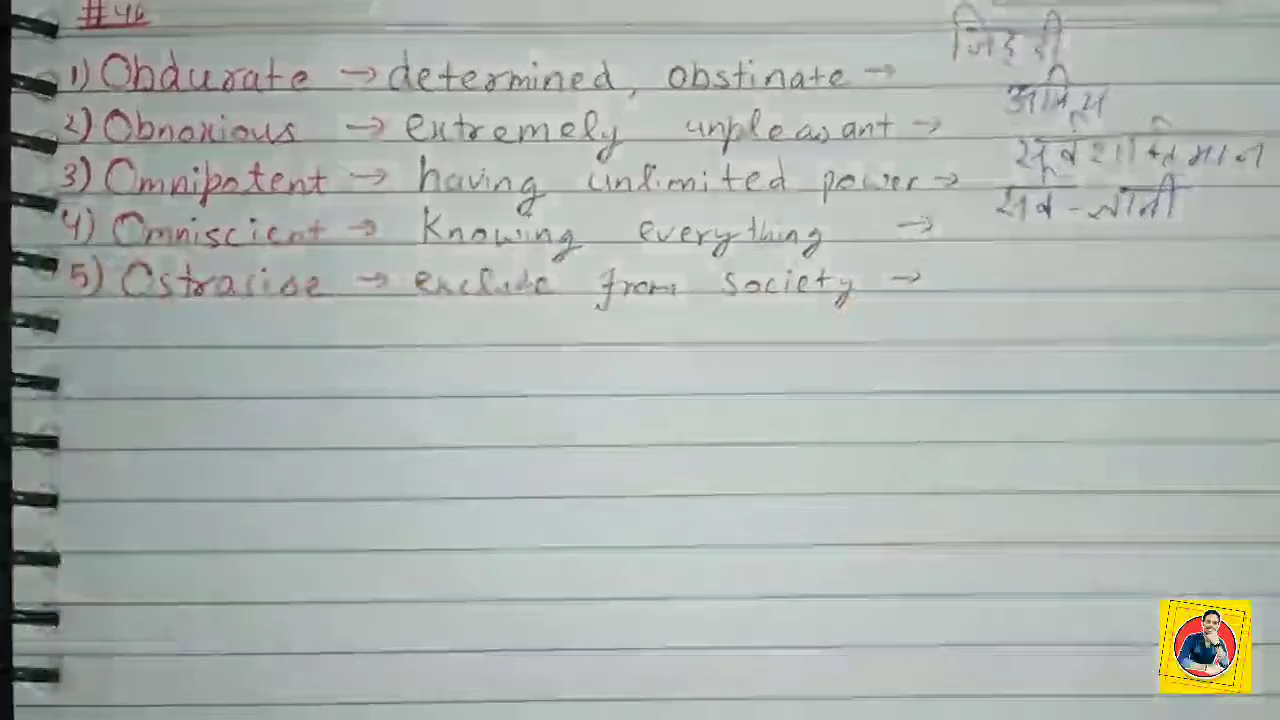 #46
1) Obdurate → determined, obstinate → जिद्दी
2) Obnoxious → extremely unpleasant → अप्रिय
3) Omnipotent → having unlimited power → सर्वशक्तिमान
4) Omniscient → Knowing everything →
5) Ostracise → exclude from society →